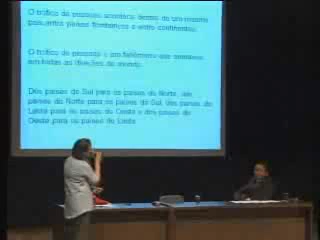 O tráfico de pessoas acontece dentro de um mesmo
país, entre países fronteiriços e entre continentes.
O tráfico de pessoas é um fenômeno que acontece
em todas as direções do mundo.
Dos países do Sul para os países do Norte, dos
países do Norte para os países do Sul, dos países do
Leste para os países do Oeste e dos países do
Oeste para os países do Leste